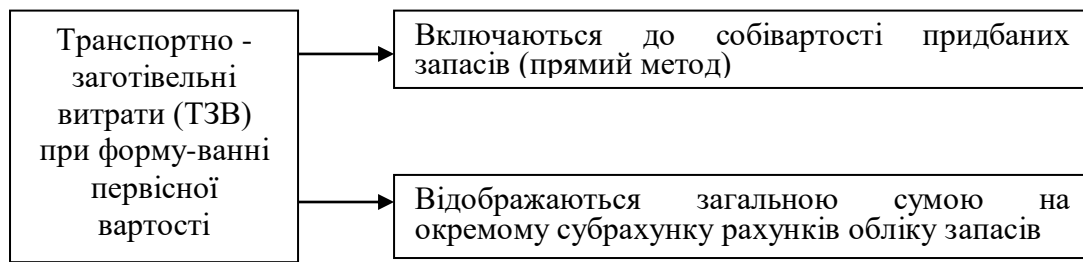 Транспортно -
заготівельні
витрати (ТЗВ)
при форму-ванні
первісної
вартості
Включаються до собівартості придбаних
запасів (прямий метод)
Відображаються загальною сумою на
окремому субрахунку рахунків обліку запасів